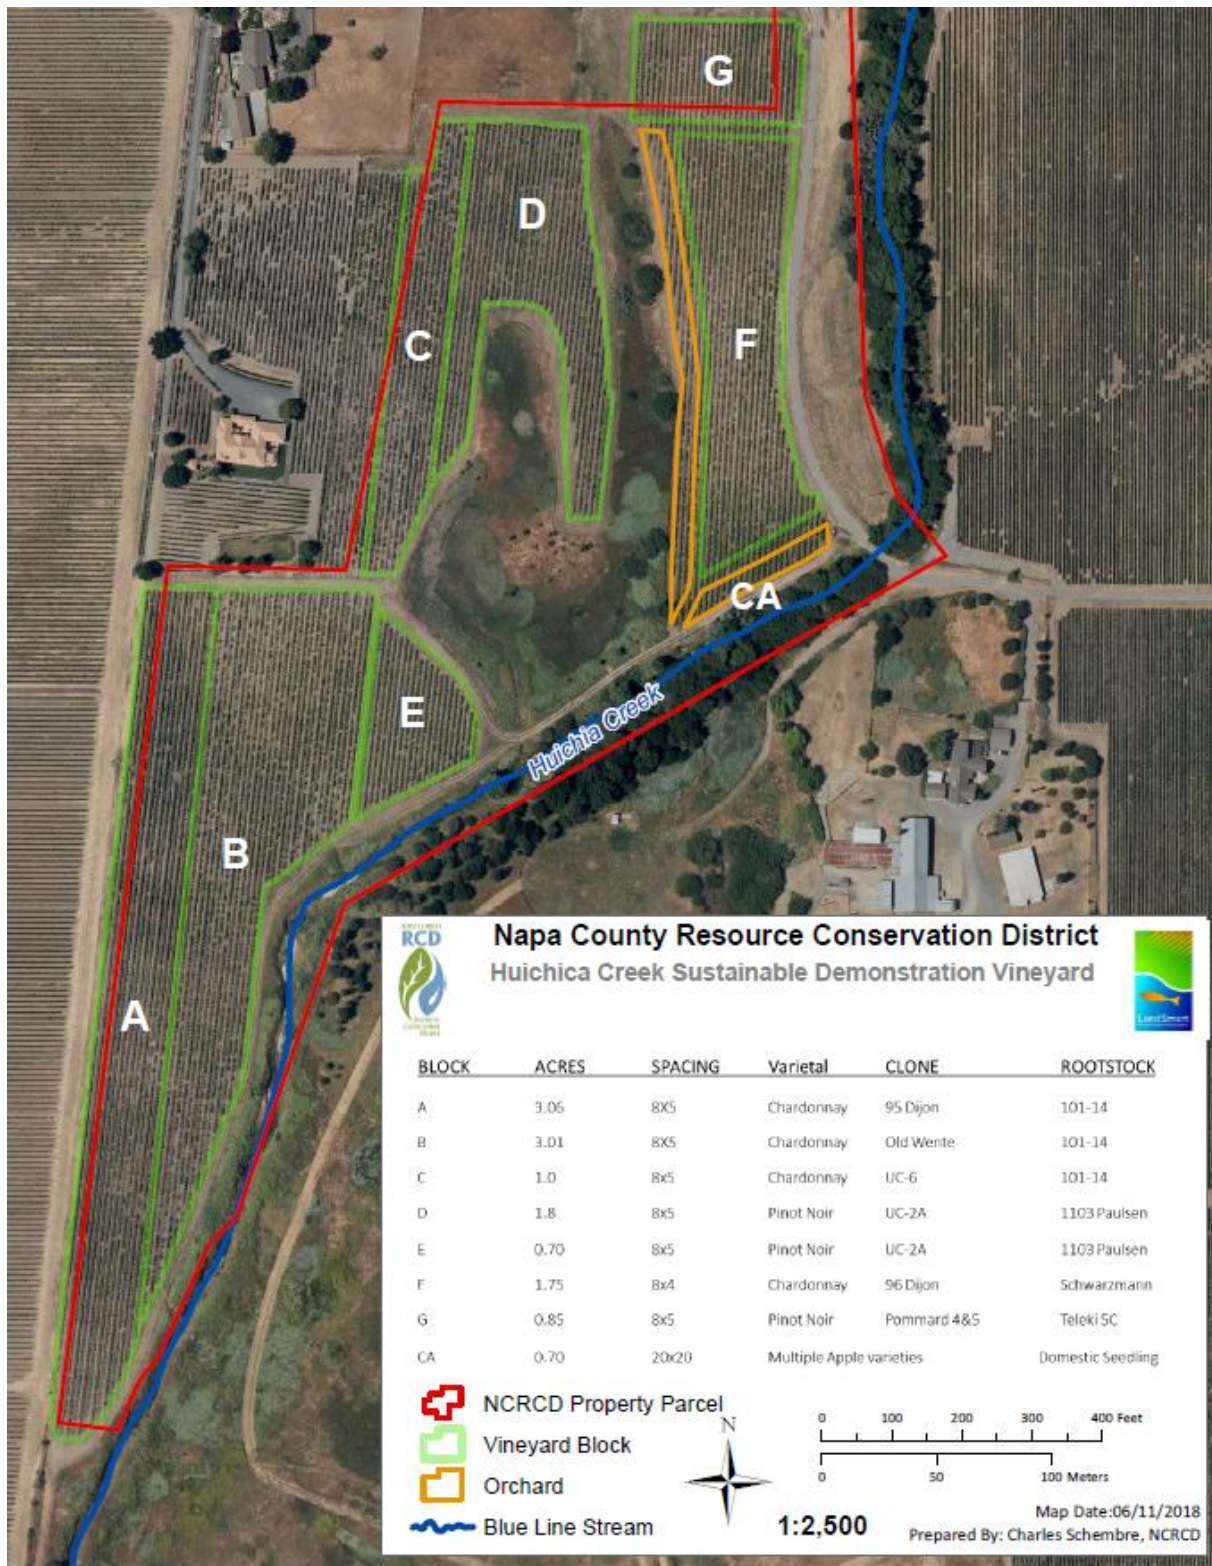 G
D
C
F
CA
E
Huichia Creek
B
A
RCD
Napa County Resource Conservation District
Huichica Creek Sustainable Demonstration Vineyard
LandSmart
BLOCK ACRES SPACING Varietal CLONE ROOTSTOCK
A 3.06 8X5 Chardonnay 95 Dijon 101-14
B 3.01 8X5 Chardonnay Old Wente 101-14
C 1.0 8x5 Chardonnay UC-6 101-14
D 1.8 8x5 Pinot Noir UC-2A 1103 Paulsen
E 0.70 8x5 Pinot Noir UC-2A 1103 Paulsen
F 1.75 8x4 Chardonnay 96 Dijon Schwarzmann
G 0.85 8x5 Pinot Noir Pommard 4&5 Teleki 5C
CA 0.70 20x20 Multiple Apple varieties Domestic Seedling
NCRCD Property Parcel
Vineyard Block
Orchard
Blue Line Stream
N
0 100 200 300 400 Feet
0 50 100 Meters
1:2,500
Map Date:06/11/2018
Prepared By: Charles Schembre, NCRCD